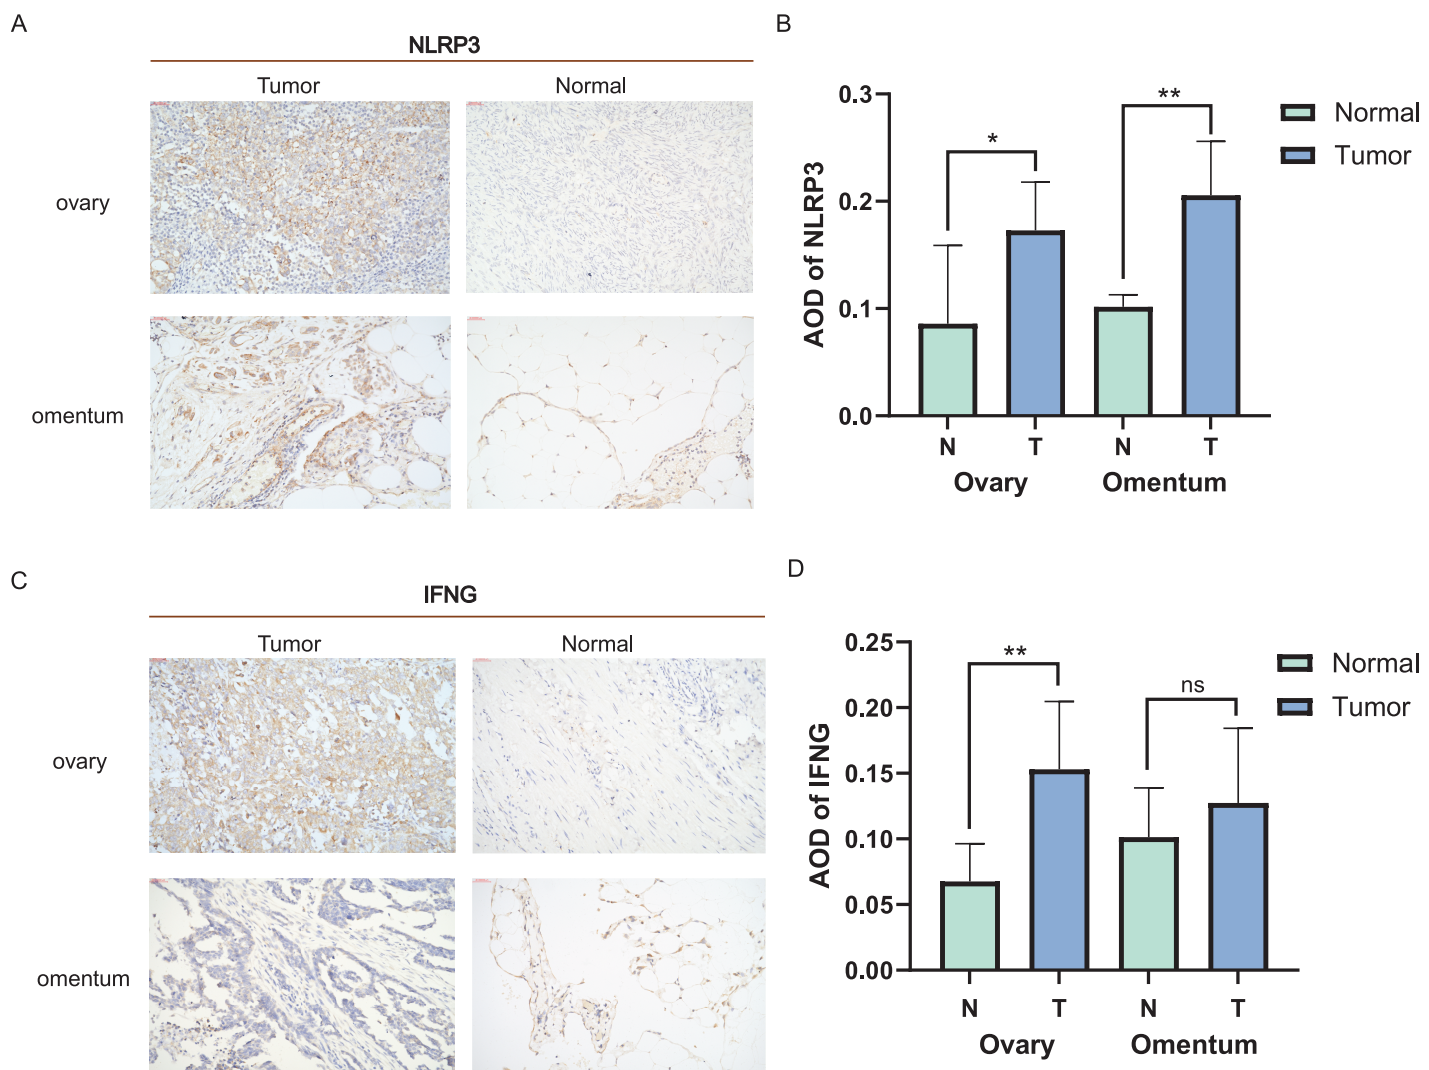 A
NLRP3
Tumor Normal
ovary
omentum
B
0.3
0.2
0.1
0.0
AOD of NLRP3
*
**
Normal
Tumor
N T N T
Ovary Omentum
C
IFNG
Tumor Normal
ovary
omentum
D
0.25
0.20
0.15
0.10
0.05
0.00
AOD of IFNG
**
ns
Normal
Tumor
N T N T
Ovary Omentum